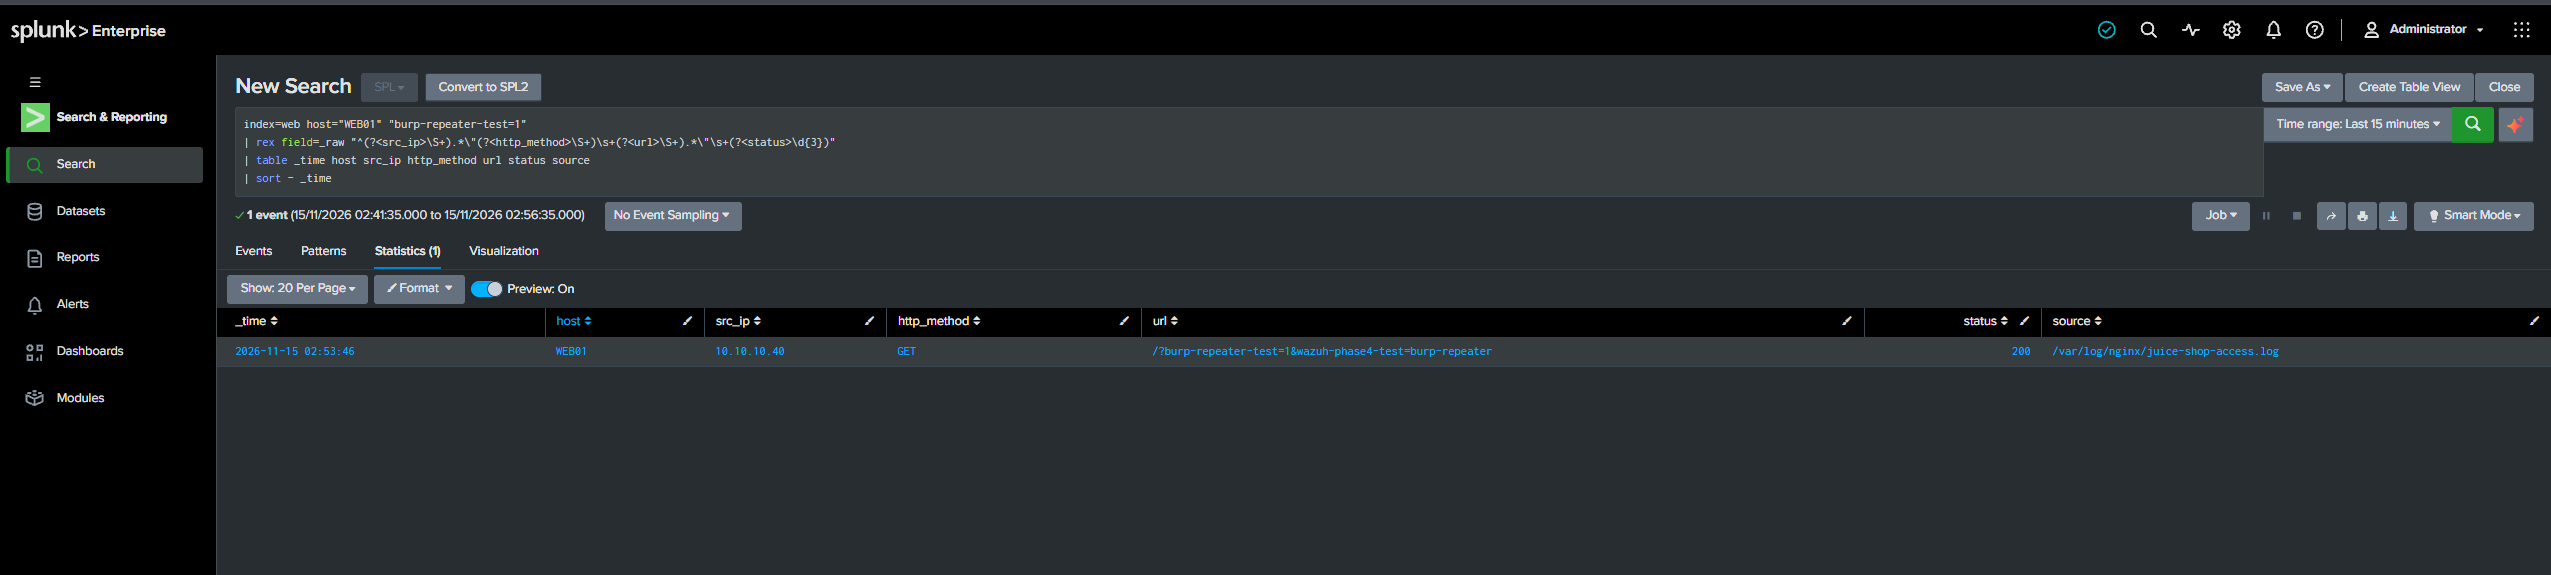 splunk> Enterprise
Administrator
Search & Reporting
Search
Datasets
Reports
Alerts
Dashboards
Modules
New Search
SPL
Convert to SPL2
Save As
Create Table View
Close
index=web host="WEB01" "burp-repeater-test=1"
| rex field=_raw "^(?<src_ip>\S+).*\"(?<http_method>\S+)\s+(?<url>\S+).*\"\s+(?<status>\d{3})"
| table _time host src_ip http_method url status source
| sort - _time
Time range: Last 15 minutes
1 event (15/11/2026 02:41:35.000 to 15/11/2026 02:56:35.000)
No Event Sampling
Job
Smart Mode
Events
Patterns
Statistics (1)
Visualization
Show: 20 Per Page
Format
Preview: On
_time host src_ip http_method url status source
2026-11-15 02:53:46 WEB01 10.10.10.40 GET /?burp-repeater-test=1&wazuh-phase4-test=burp-repeater 200 /var/log/nginx/juice-shop-access.log